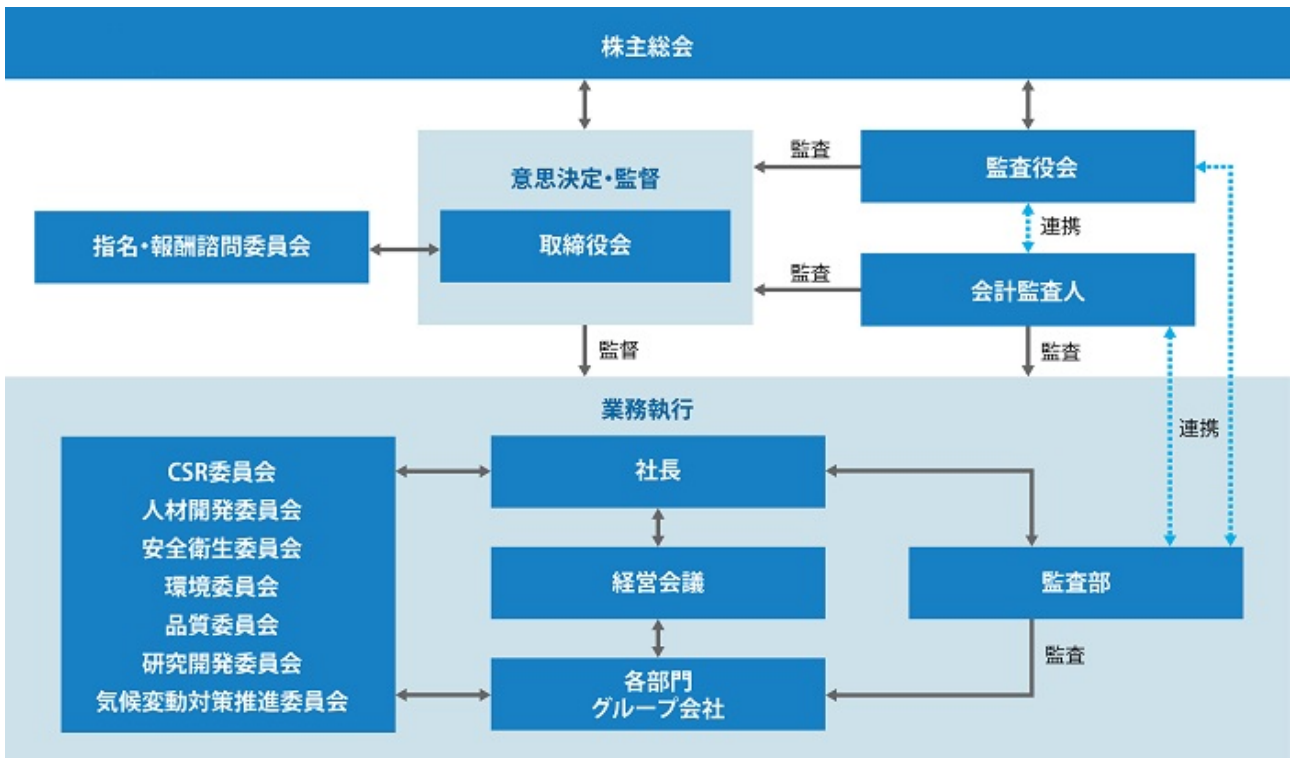 株主総会
意思決定・監督
監査
監査役会
指名・報酬諮問委員会
取締役会
連携
監査
会計監査人
監督
監査
業務執行
連携
CSR委員会
人材開発委員会
安全衛生委員会
環境委員会
品質委員会
研究開発委員会
気候変動対策推進委員会
社長
経営会議
監査部
監査
各部門
グループ会社